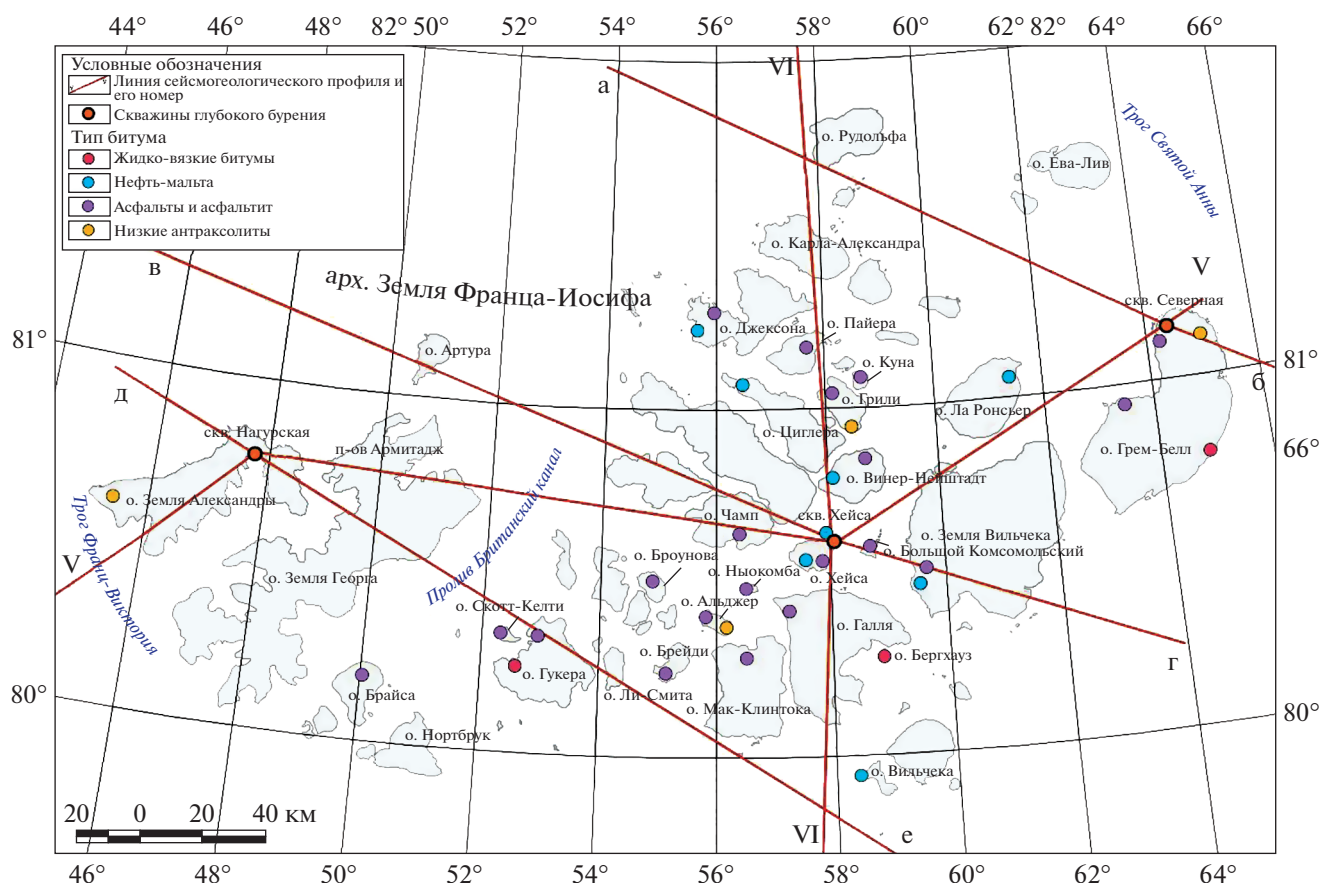 44° 46° 48° 82° 50° 52° 54° 56° 58° 60° 62° 82° 64° 66°
Условные обозначения
Линия сейсмогеологического профиля и
его номер
Скважины глубокого бурения
Тип битума
Жидко-вязкие битумы
Нефть-мальта
Асфальты и асфальтит
Низкие антраксолиты
VI
а
о. Рудольфа
о. Ева-Лив
Трог Святой Анны
о. Карла-Александра
в
арх. Земля Франца-Иосифа
V
скв. Северная
о. Джексона
о. Пайера
81°
о. Артура
о. Куна
81°
б
д
о. Грили
о. Ла Ронсьер
скв. Нагурская
п-ов Армитадж
о. Циглера
о. Грем-Белл
66°
о. Винер-Нейштадт
о. Земля Александры
о. Чамп
скв. Хейса
о. Земля Вильчека
о. Большой Комсомольский
V
Трог Франц-Виктория
Пролив Британский канал
о. Броунова
о. Ньюкомба
о. Хейса
о. Земля Георга
о. Скотт-Келти
о. Альджер
о. Галля
о. Брейди
о. Бергхауз
г
о. Гукера
80°
о. Брайса
о. Ли-Смита
о. Мак-Клинтока
80°
о. Нортбрук
о. Вильчека
20 0 20 40 км
VI
е
46° 48° 50° 52° 54° 56° 58° 60° 62° 64°